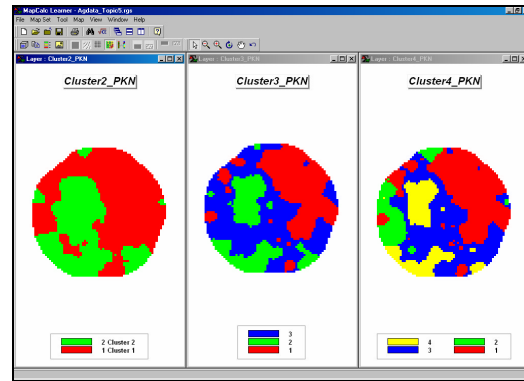 MapCalc Learner - Agdata_Topic5.rgs
File Map Set Tool Map View Window Help
Layer : Cluster2_PKN
Layer : Cluster3_PKN
Layer : Cluster4_PKN
Cluster2_PKN
Cluster3_PKN
Cluster4_PKN
2 Cluster 2
1 Cluster 1
3
2
1
4
2
3
1